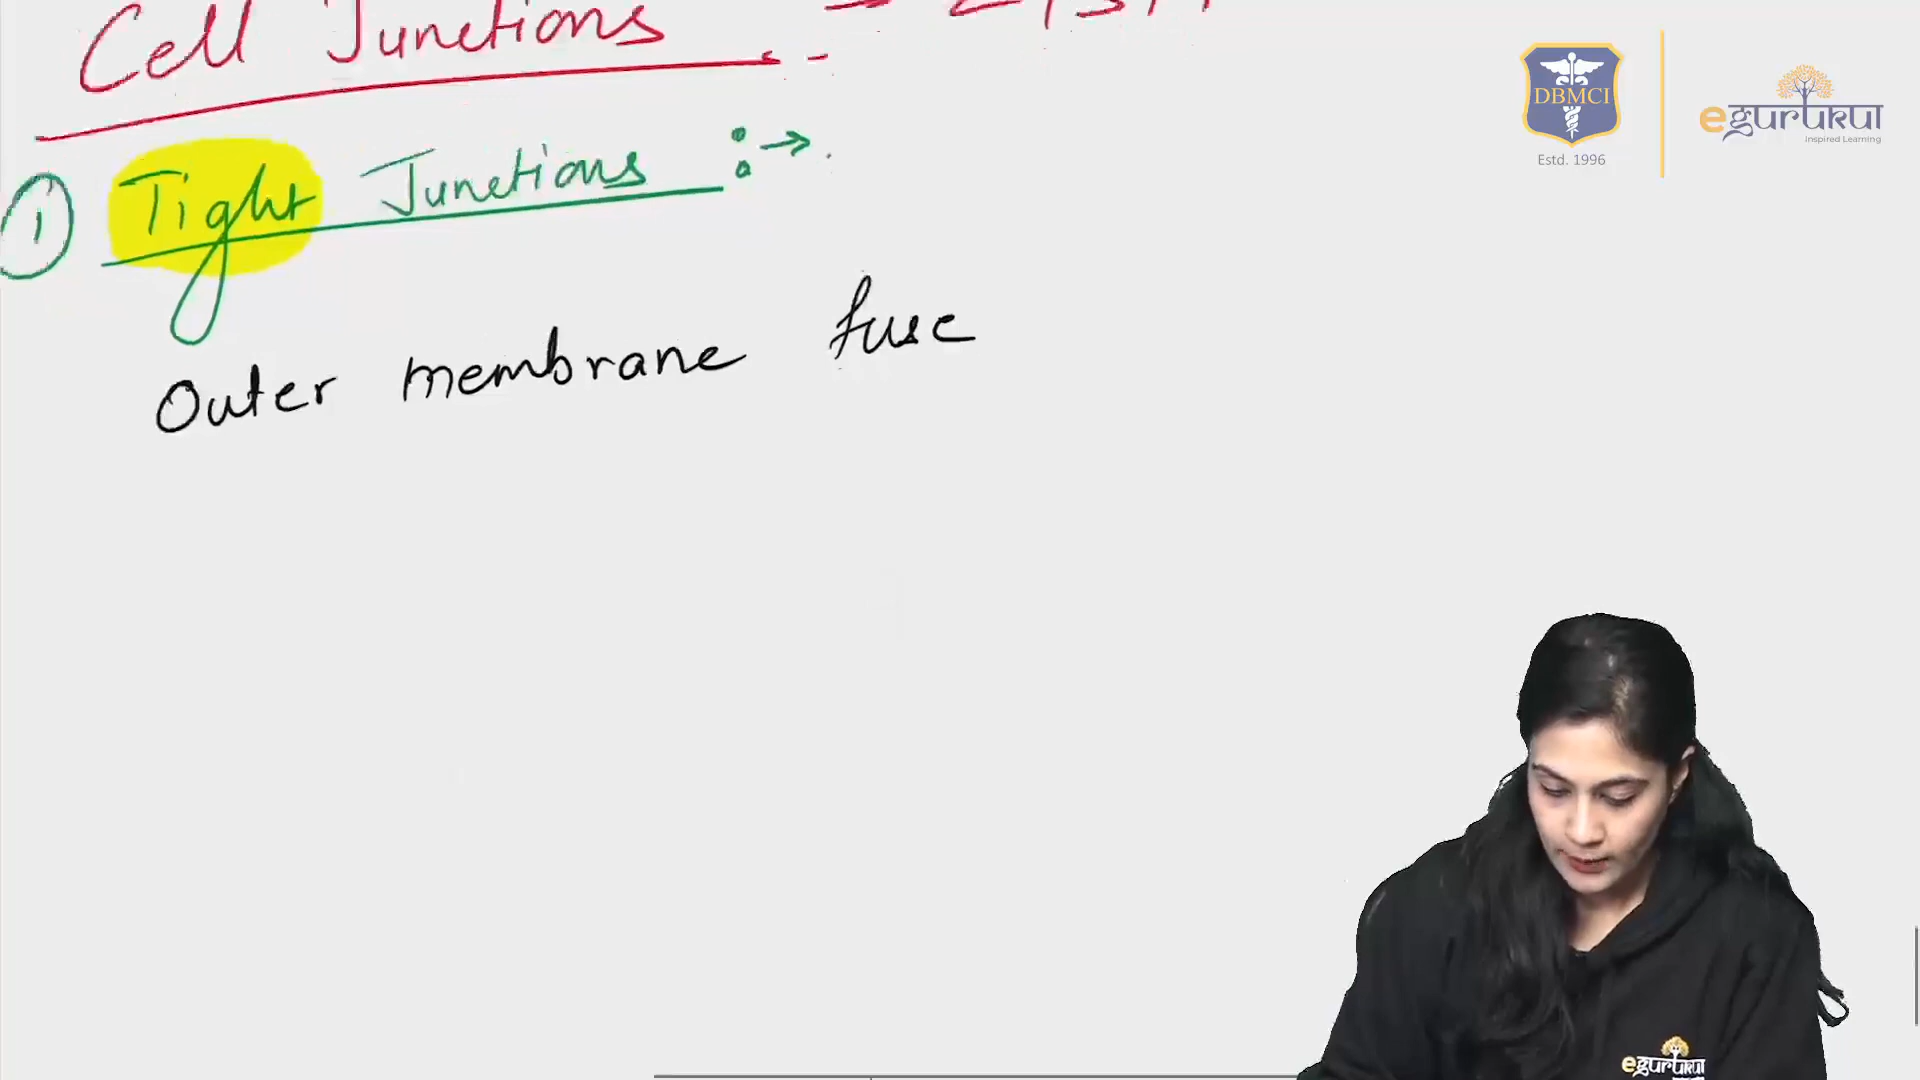 Cell Junctions
① Tight Junctions :→
Outer membrane fuse
DBMCI
Estd. 1996
egurukul
Inspired Learning
egurukul